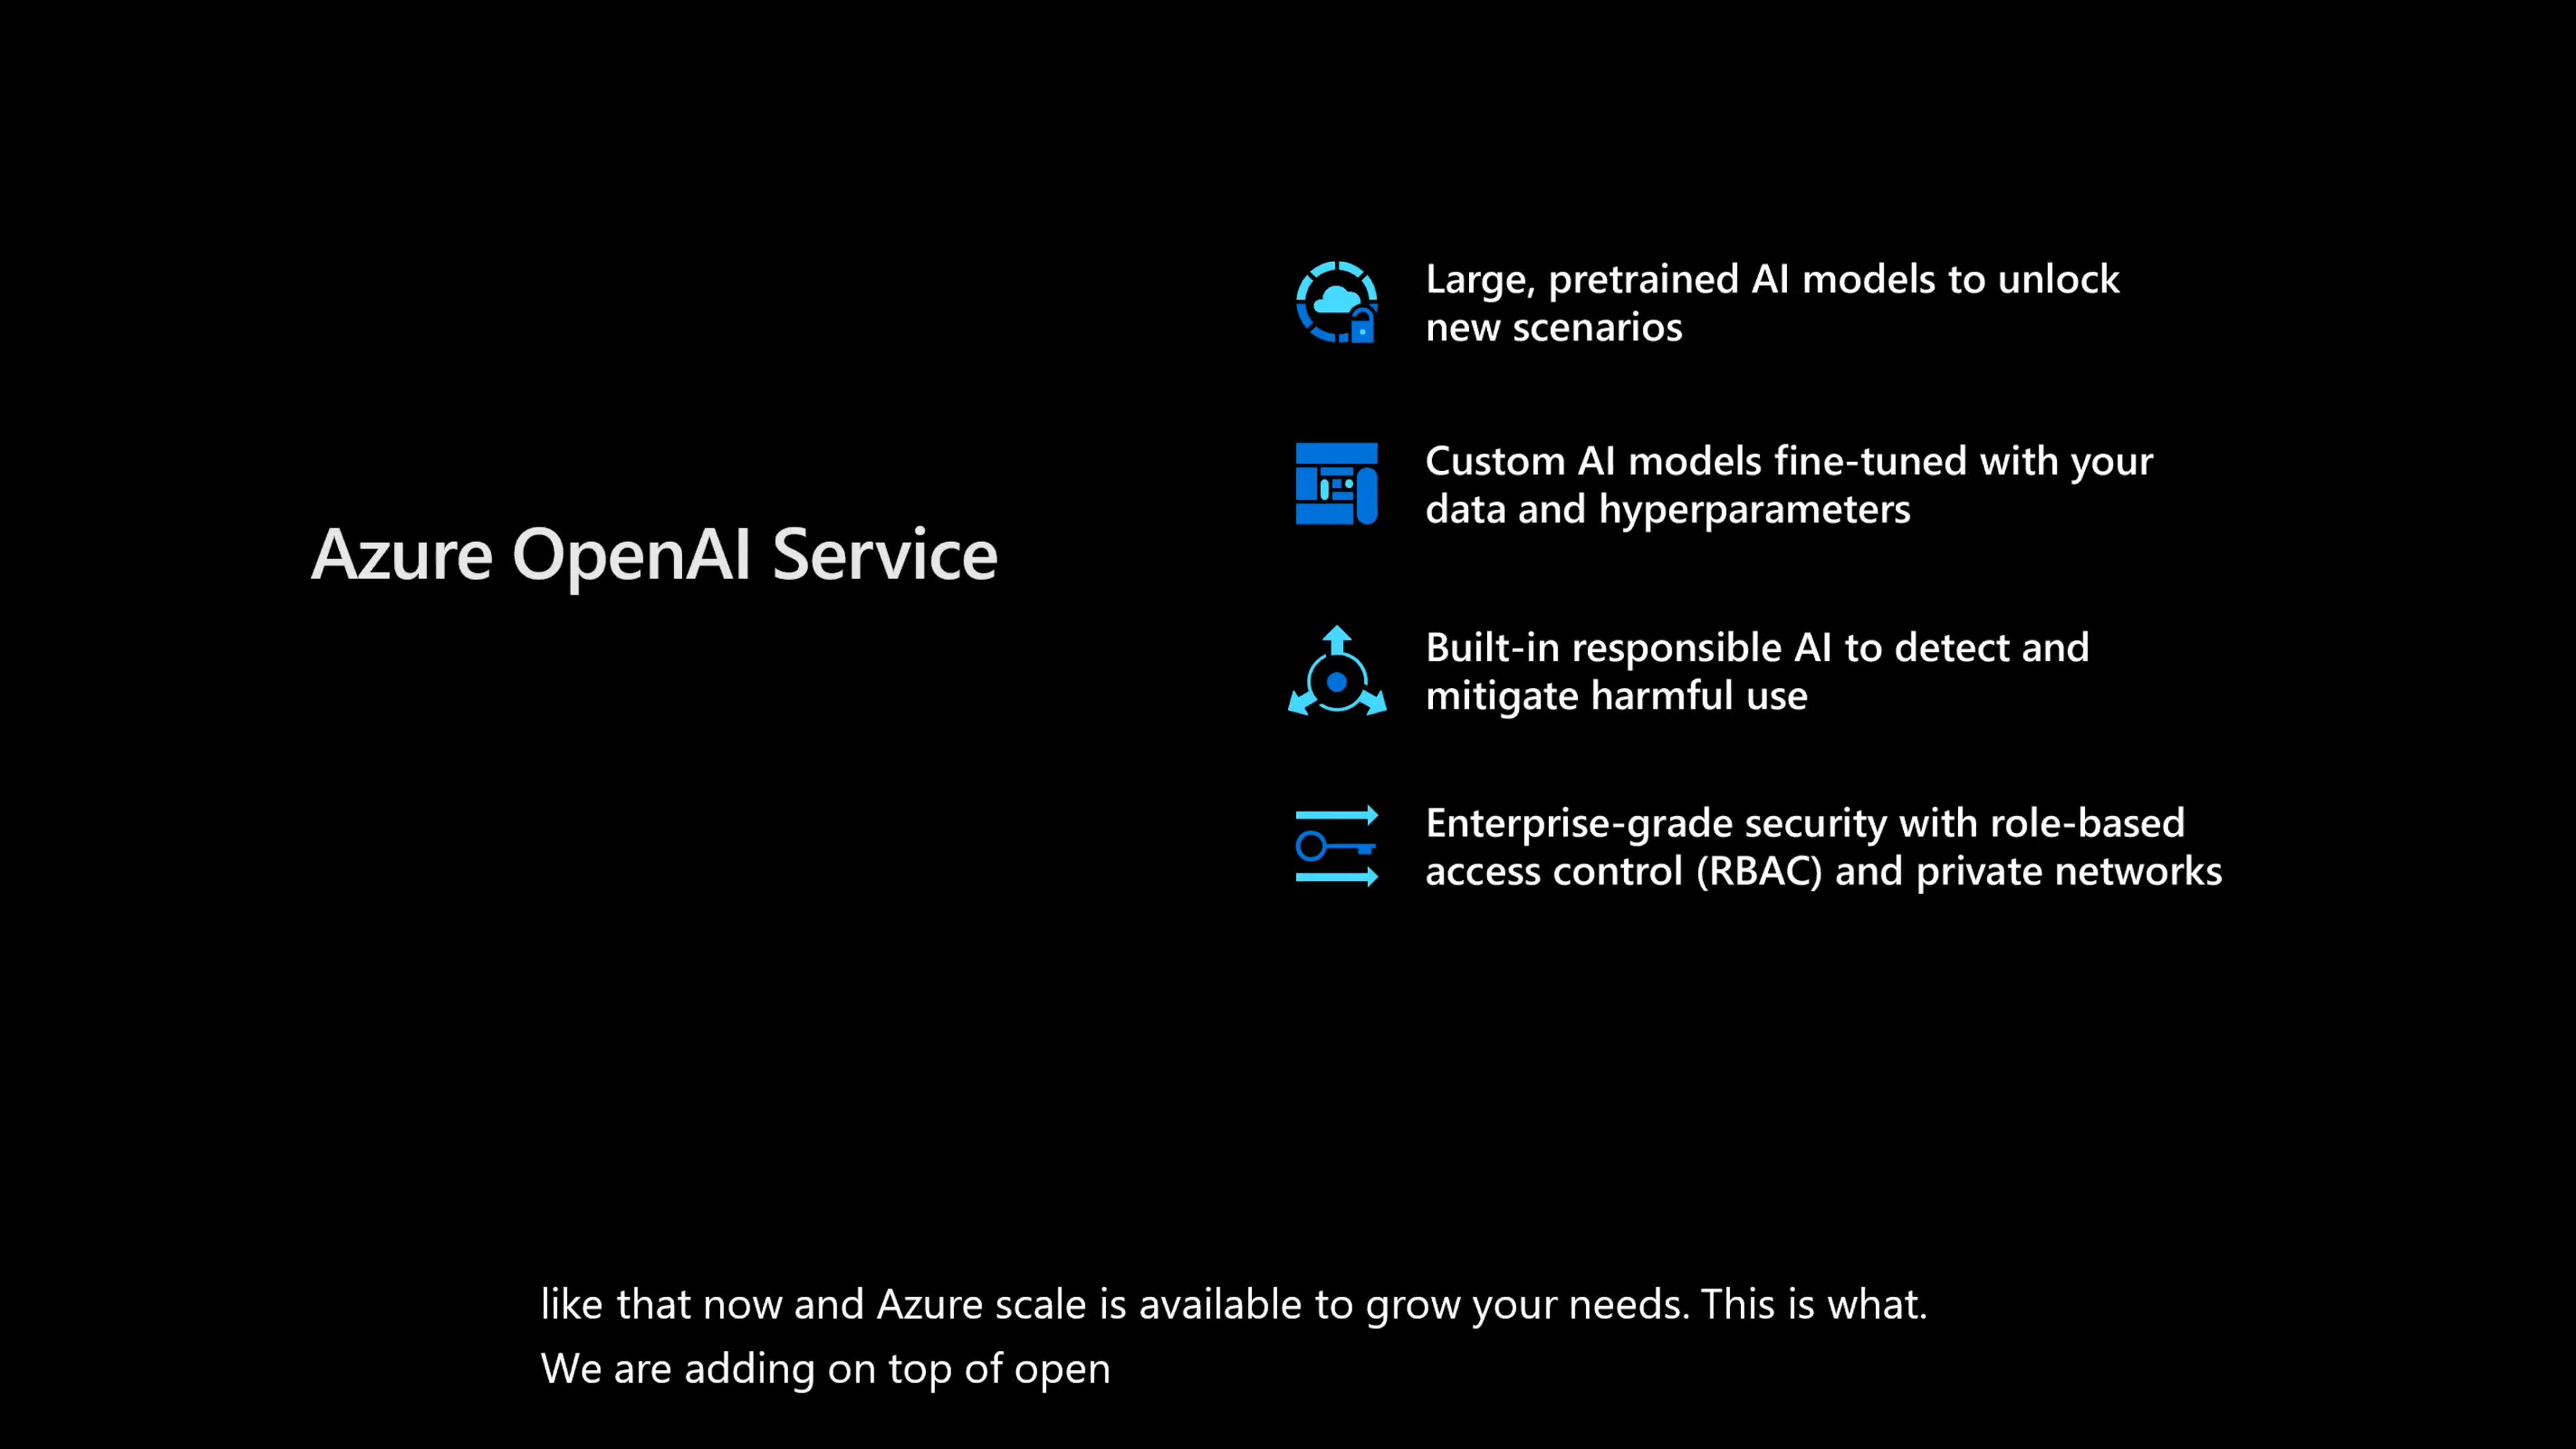 Azure OpenAI Service
Large, pretrained AI models to unlock
new scenarios
Custom AI models fine-tuned with your
data and hyperparameters
Built-in responsible AI to detect and
mitigate harmful use
Enterprise-grade security with role-based
access control (RBAC) and private networks
like that now and Azure scale is available to grow your needs. This is what.
We are adding on top of open